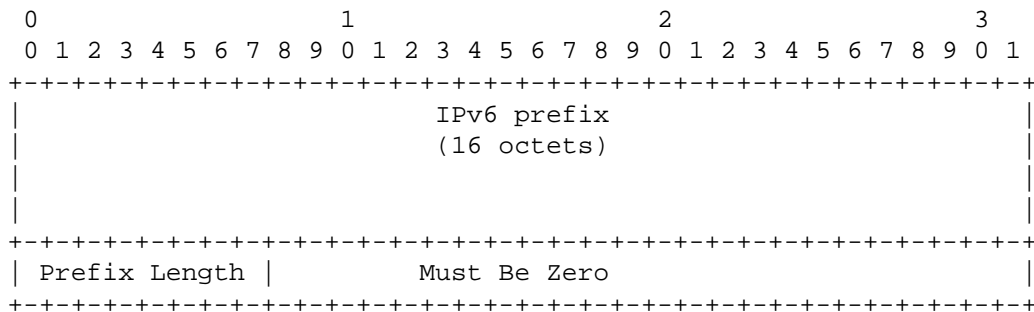 0                   1                   2                   3
 0 1 2 3 4 5 6 7 8 9 0 1 2 3 4 5 6 7 8 9 0 1 2 3 4 5 6 7 8 9 0 1
+-+-+-+-+-+-+-+-+-+-+-+-+-+-+-+-+-+-+-+-+-+-+-+-+-+-+-+-+-+-+-+-+
|                          IPv6 prefix                          |
|                          (16 octets)                          |
|                                                               |
|                                                               |
+-+-+-+-+-+-+-+-+-+-+-+-+-+-+-+-+-+-+-+-+-+-+-+-+-+-+-+-+-+-+-+-+
| Prefix Length |         Must Be Zero                          |
+-+-+-+-+-+-+-+-+-+-+-+-+-+-+-+-+-+-+-+-+-+-+-+-+-+-+-+-+-+-+-+-+